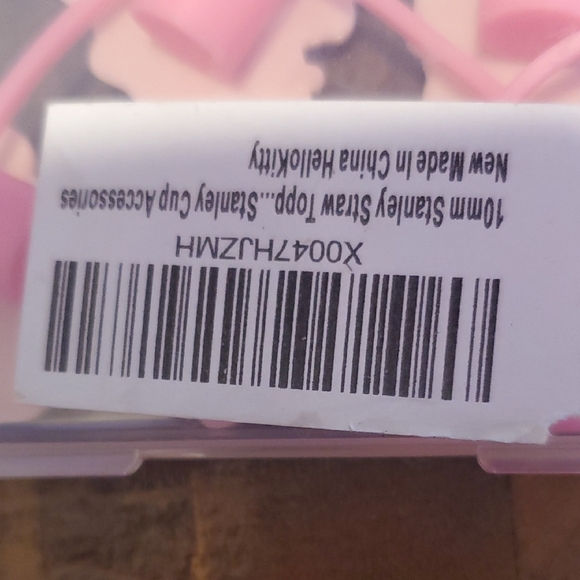 X0047HJZMH
10mm Stanley Straw Topp...Stanley Cup Accessories
New Made In China HelloKitty